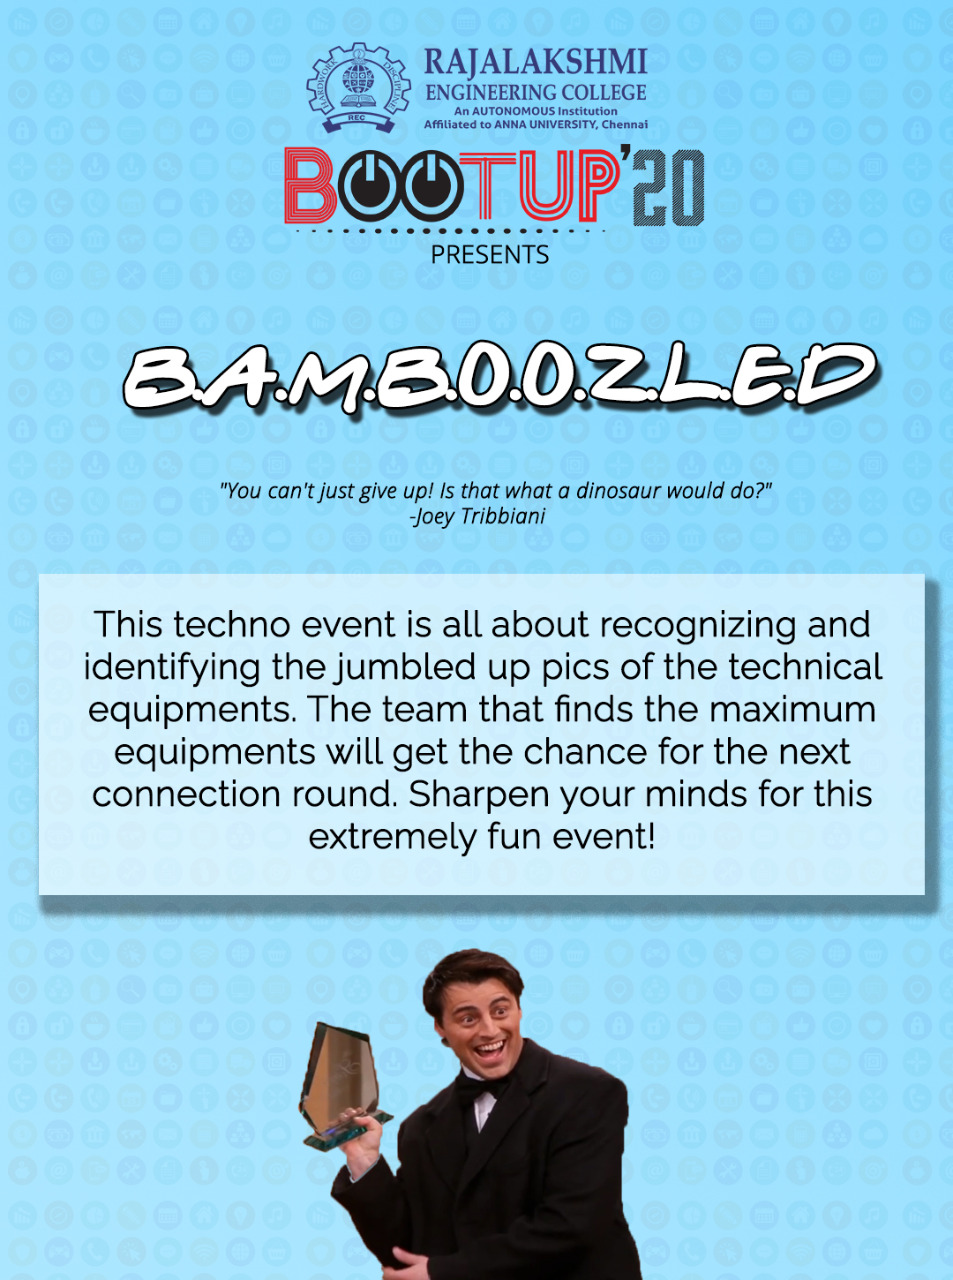 HARDWORK
DISCIPLINE
REC
RAJALAKSHMI
ENGINEERING COLLEGE
An AUTONOMOUS Institution
Affiliated to ANNA UNIVERSITY, Chennai
BOOTUP'20
PRESENTS
B.A.M.B.O.O.Z.L.E.D
"You can't just give up! Is that what a dinosaur would do?"
-Joey Tribbiani
This techno event is all about recognizing and
identifying the jumbled up pics of the technical
equipments. The team that finds the maximum
equipments will get the chance for the next
connection round. Sharpen your minds for this
extremely fun event!